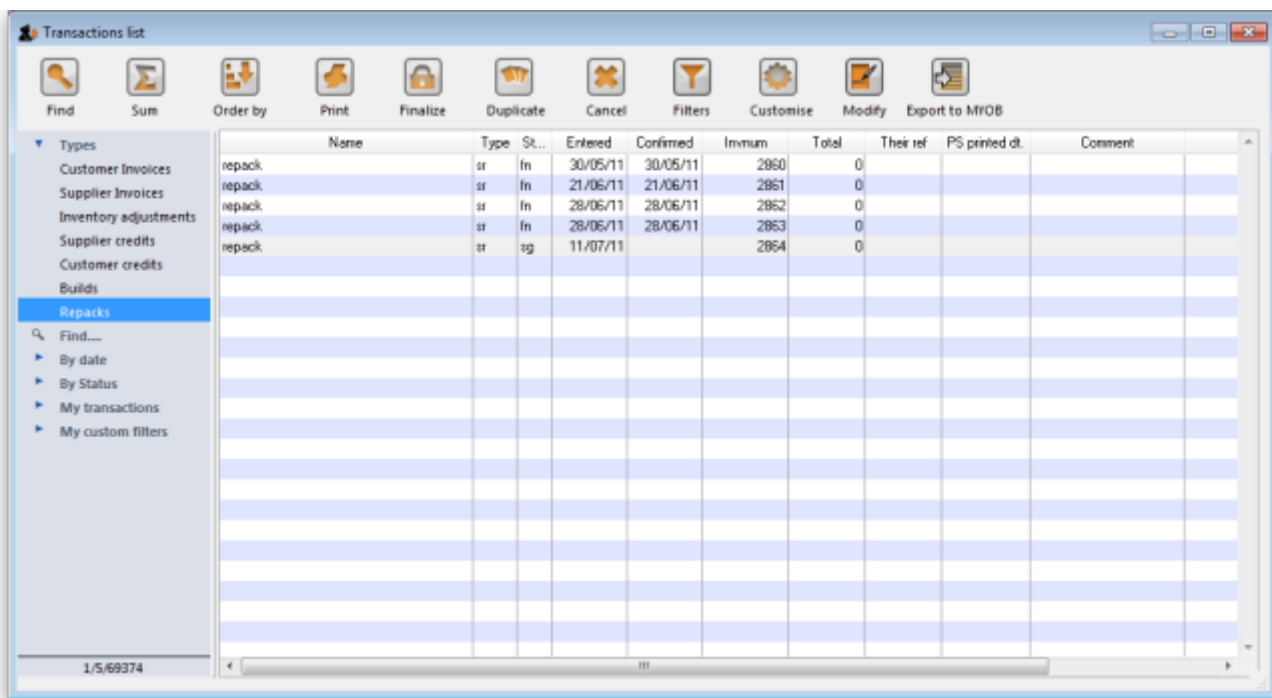 Transactions list
Find Sum Order by Print Finalize Duplicate Cancel Filters Customise Modify Export to MYOB
Types
Customer Invoices
Supplier Invoices
Inventory adjustments
Supplier credits
Customer credits
Builds
Repacks
Find....
By date
By Status
My transactions
My custom filters
1/5/69374
Name Type St... Entered Confirmed Invnum Total Their ref PS printed dt. Comment
repack sr fn 30/05/11 30/05/11 2860 0
repack sr fn 21/06/11 21/06/11 2861 0
repack sr fn 28/06/11 28/06/11 2862 0
repack sr fn 28/06/11 28/06/11 2863 0
repack sr sg 11/07/11 2864 0